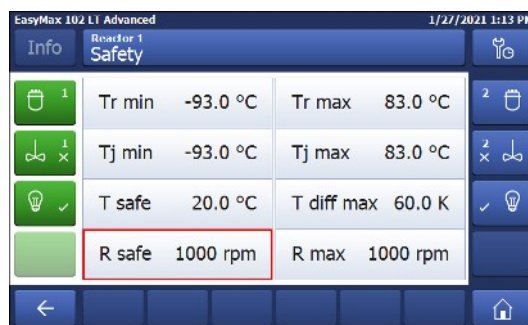 EasyMax 102 LT Advanced 1/27/2021 1:13 PM
Info Reactor 1
Safety
1 Tr min -93.0 °C Tr max 83.0 °C 2
1 Tj min -93.0 °C Tj max 83.0 °C 2
T safe 20.0 °C T diff max 60.0 K
R safe 1000 rpm R max 1000 rpm